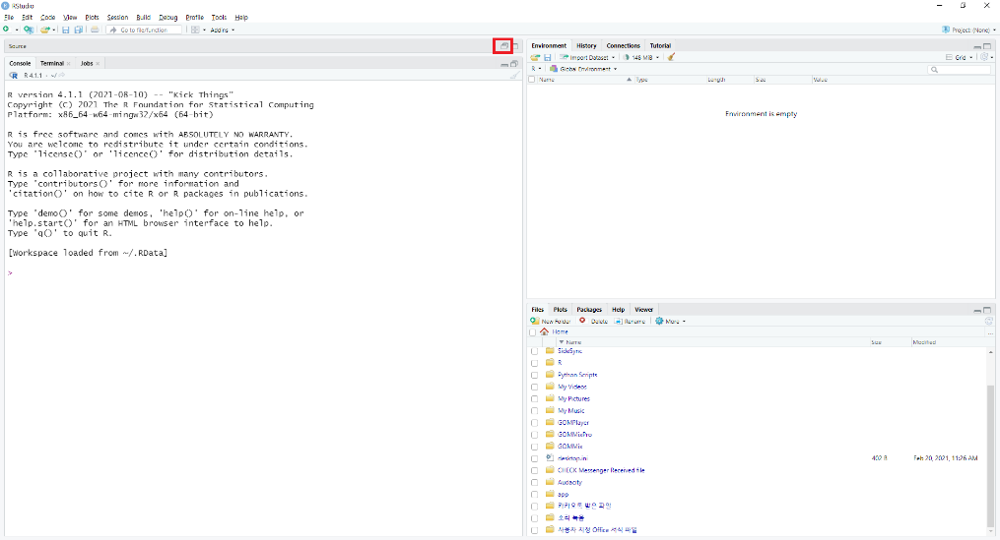 RStudio
File Edit Code View Plots Session Build Debug Profile Tools Help
Go to file/function Addins Project: (None)
Source
Console Terminal Jobs
R 4.1.1 · ~/
R version 4.1.1 (2021-08-10) -- "Kick Things"
Copyright (C) 2021 The R Foundation for Statistical Computing
Platform: x86_64-w64-mingw32/x64 (64-bit)
R is free software and comes with ABSOLUTELY NO WARRANTY.
You are welcome to redistribute it under certain conditions.
Type 'license()' or 'licence()' for distribution details.
R is a collaborative project with many contributors.
Type 'contributors()' for more information and
'citation()' on how to cite R or R packages in publications.
Type 'demo()' for some demos, 'help()' for on-line help, or
'help.start()' for an HTML browser interface to help.
Type 'q()' to quit R.
[Workspace loaded from ~/.RData]
>
Environment History Connections Tutorial
Import Dataset 146 MiB Grid
R Global Environment
Name Type Length Size Value
Environment is empty
Files Plots Packages Help Viewer
New Folder Delete Rename More
Home ...
Name Size Modified
SideSync
R
Python Scripts
My Videos
My Pictures
My Music
GOMPlayer
GOMMixPro
GOMMix
desktop.ini 402 B Feb 20, 2021, 11:26 AM
CHECK Messenger Received file
Audacity
app
카카오톡 받은 파일
소리 녹음
사용자 지정 Office 서식 파일